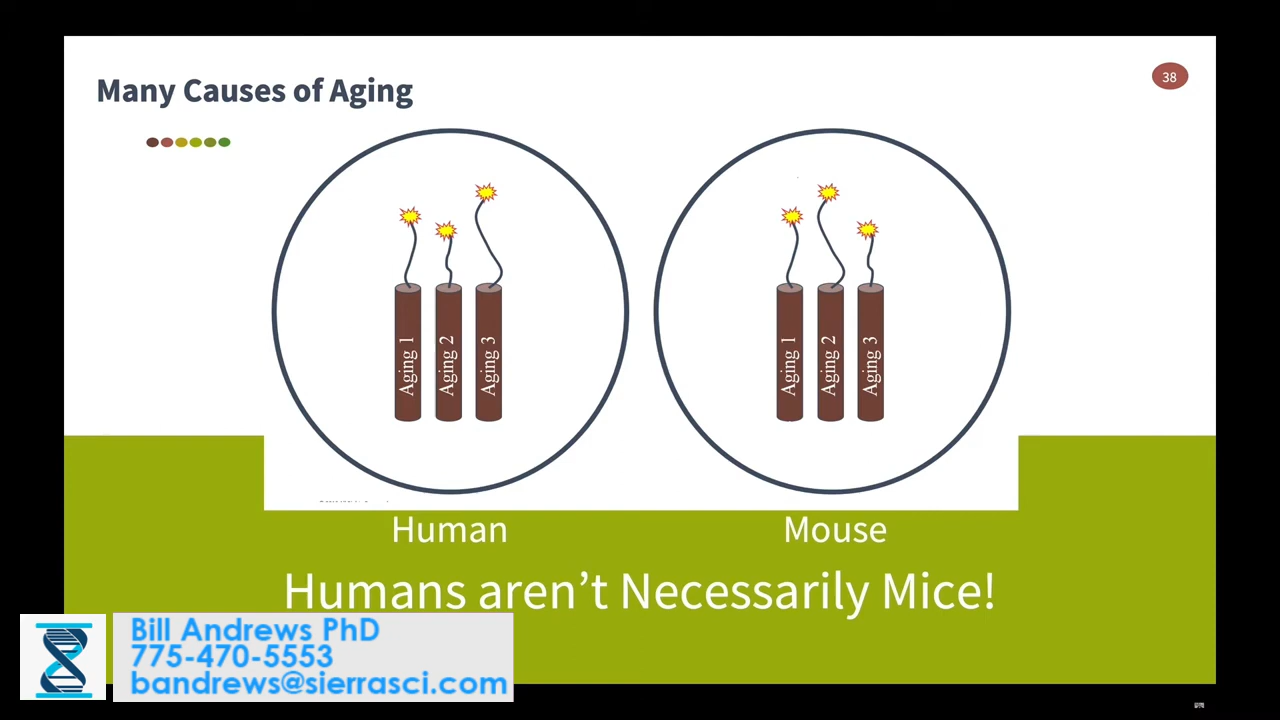 Many Causes of Aging
38
Aging 1
Aging 2
Aging 3
Aging 1
Aging 2
Aging 3
Human
Mouse
Humans aren’t Necessarily Mice!
Bill Andrews PhD
775-470-5553
bandrews@sierrasci.com